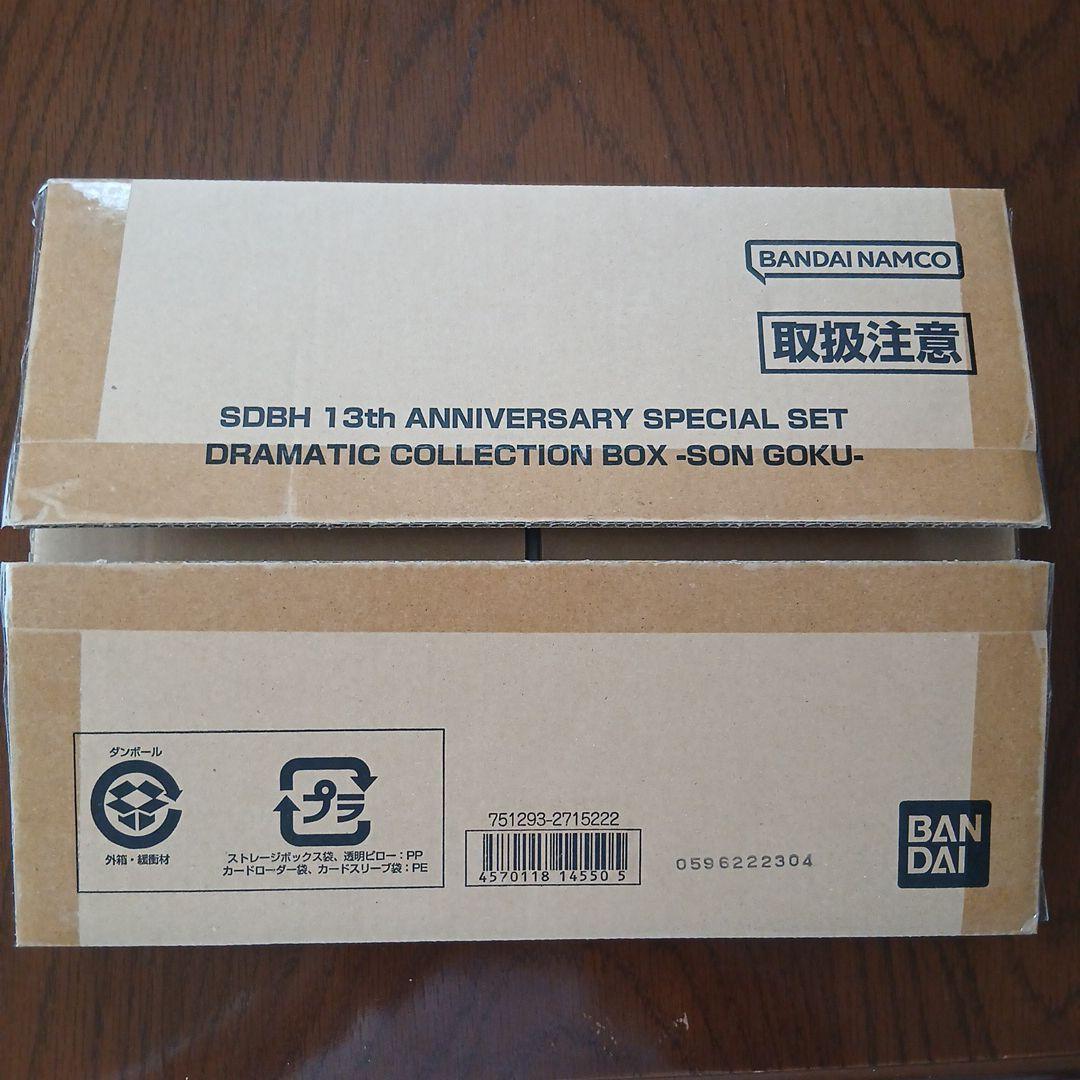 BANDAI NAMCO
取扱注意
SDBH 13th ANNIVERSARY SPECIAL SET
DRAMATIC COLLECTION BOX -SON GOKU-
ダンボール
外箱・緩衝材
プラ
ストレージボックス袋、透明ピロー：PP
カードローダー袋、カードスリーブ袋：PE
751293-2715222
4570118 14550 5
0596222304
BAN
DAI